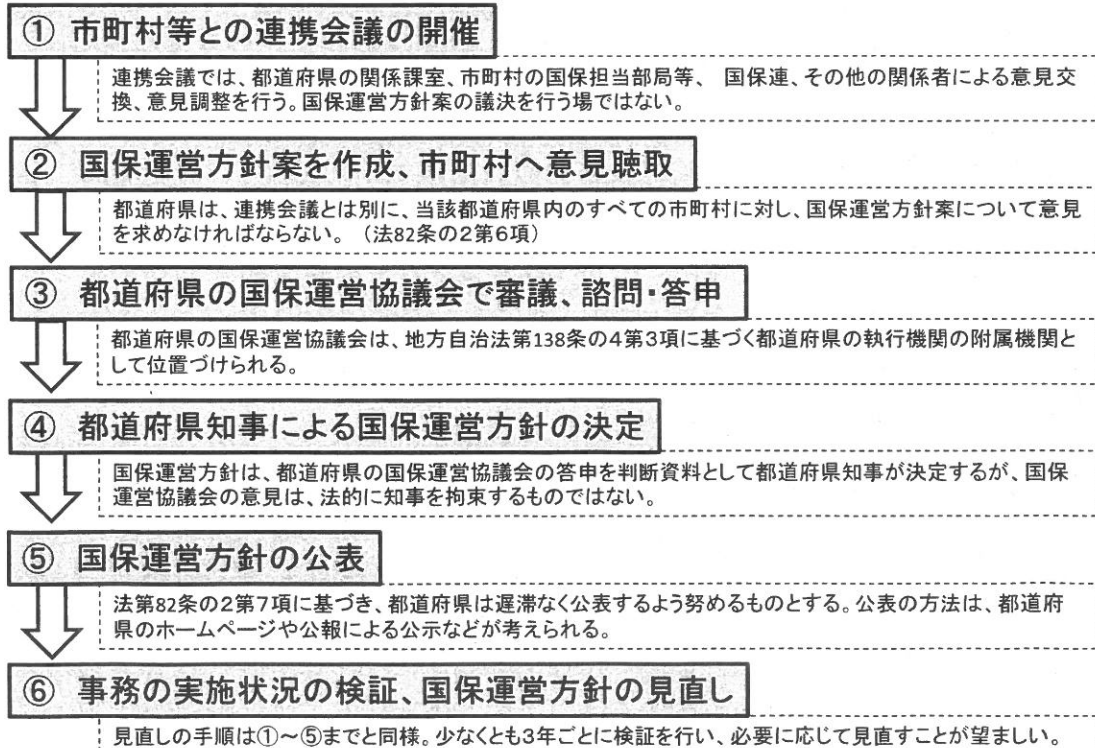 ① 市町村等との連携会議の開催
連携会議では、都道府県の関係課室、市町村の国保担当部局等、 国保連、その他の関係者による意見交
換、意見調整を行う。国保運営方針案の議決を行う場ではない。
② 国保運営方針案を作成、市町村へ意見聴取
都道府県は、連携会議とは別に、当該都道府県内のすべての市町村に対し、国保運営方針案について意見
を求めなければならない。（法82条の2第6項）
③ 都道府県の国保運営協議会で審議、諮問・答申
都道府県の国保運営協議会は、地方自治法第138条の4第3項に基づく都道府県の執行機関の附属機関と
して位置づけられる。
④ 都道府県知事による国保運営方針の決定
国保運営方針は、都道府県の国保運営協議会の答申を判断資料として都道府県知事が決定するが、国保
運営協議会の意見は、法的に知事を拘束するものではない。
⑤ 国保運営方針の公表
法第82条の2第7項に基づき、都道府県は遅滞なく公表するよう努めるものとする。公表の方法は、都道府
県のホームページや公報による公示などが考えられる。
⑥ 事務の実施状況の検証、国保運営方針の見直し
見直しの手順は①～⑤までと同様。少なくとも3年ごとに検証を行い、必要に応じて見直すことが望ましい。